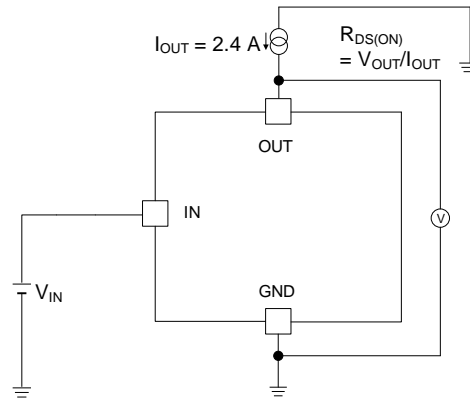 I_OUT = 2.4 A
R_DS(ON)
= V_OUT/I_OUT
OUT
IN
V
GND
V_IN